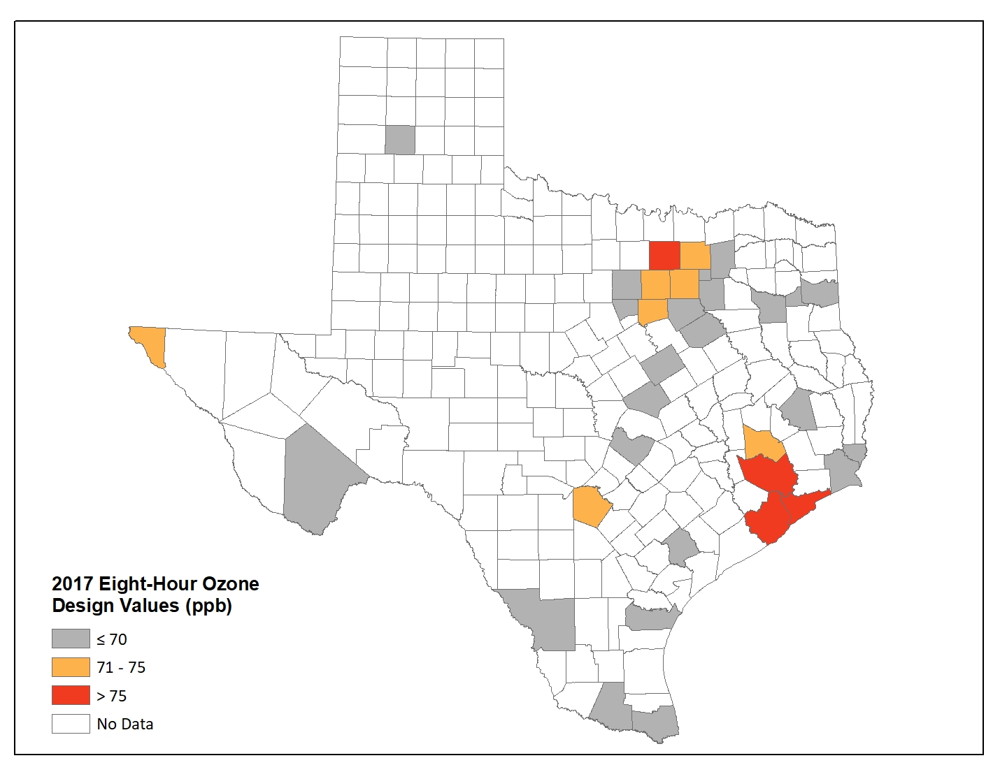 2017 Eight-Hour Ozone
Design Values (ppb)
≤ 70
71 - 75
> 75
No Data